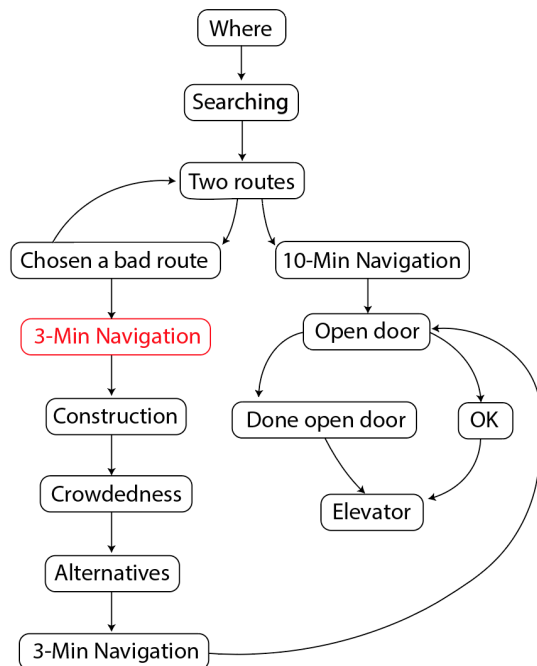 Where
Searching
Two routes
Chosen a bad route
10-Min Navigation
3-Min Navigation
Open door
Construction
Done open door
OK
Crowdedness
Elevator
Alternatives
3-Min Navigation